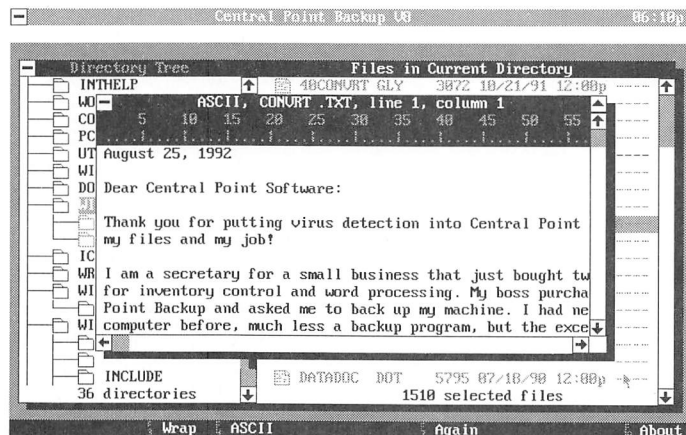 Central Point Backup V8 06:10p
Directory Tree Files in Current Directory
INTHELP 40CONVRT GLY 3072 10/21/91 12:00p
WO ASCII, CONVRT .TXT, line 1, column 1
CO 5 10 15 20 25 30 35 40 45 50 55
PC
UT August 25, 1992
WI
DO Dear Central Point Software:
Thank you for putting virus detection into Central Point
my files and my job!
IC
WR I am a secretary for a small business that just bought tw
WI for inventory control and word processing. My boss purcha
Point Backup and asked me to back up my machine. I had ne
WI computer before, much less a backup program, but the exce
INCLUDE DATADOC DOT 5795 07/18/90 12:00p
36 directories 1510 selected files
Wrap ASCII Again About